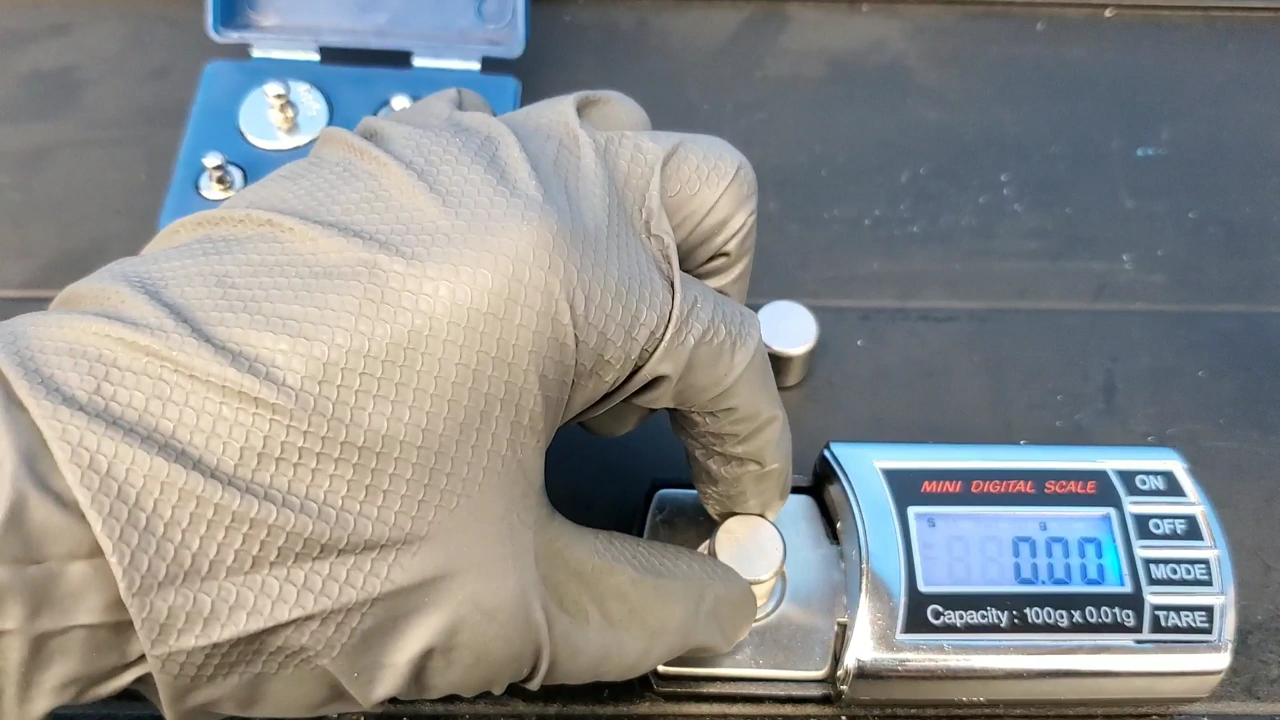 MINI DIGITAL SCALE
S g
0.00
Capacity : 100g x 0.01g
ON
OFF
MODE
TARE